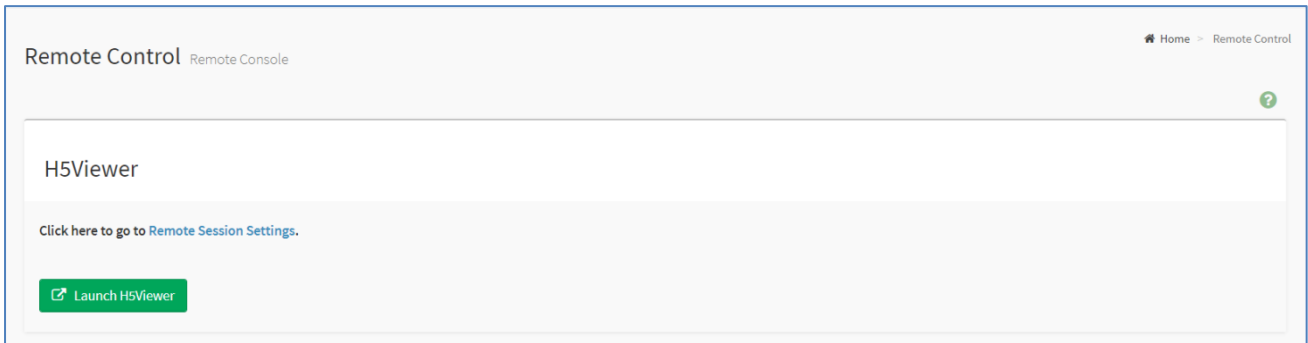 Home > Remote Control
Remote Control Remote Console
?
H5Viewer
Click here to go to Remote Session Settings.
Launch H5Viewer